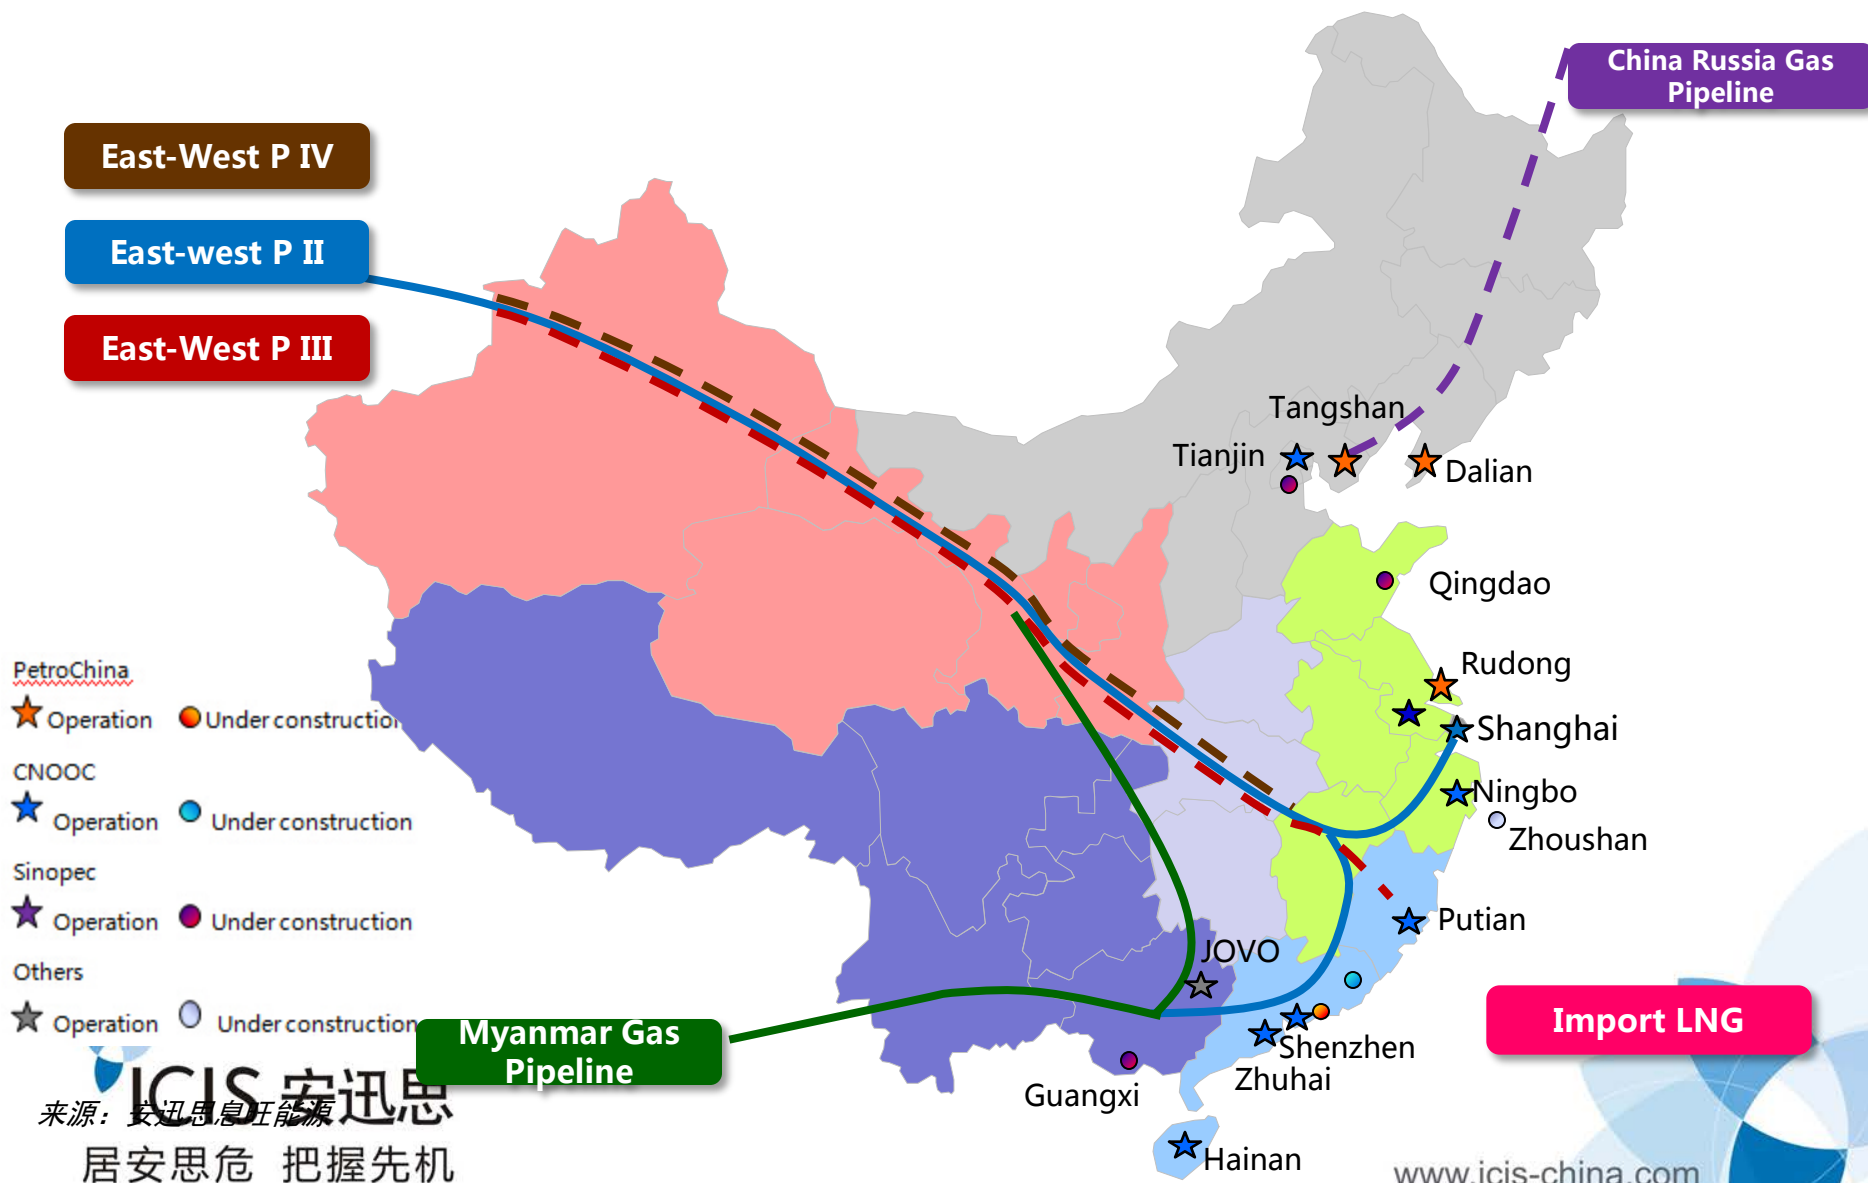 China Russia Gas
Pipeline
East-West P IV
East-west P II
East-West P III
Tangshan
Tianjin
Dalian
Qingdao
Rudong
Shanghai
Ningbo
Zhoushan
Putian
JOVO
Shenzhen
Zhuhai
Guangxi
Hainan
Import LNG
PetroChina
Operation Under construction
CNOOC
Operation Under construction
Sinopec
Operation Under construction
Others
Operation Under construction
Myanmar Gas
Pipeline
ICIS 安迅思
来源：安迅思息旺能源
居安思危 把握先机
www.icis-china.com